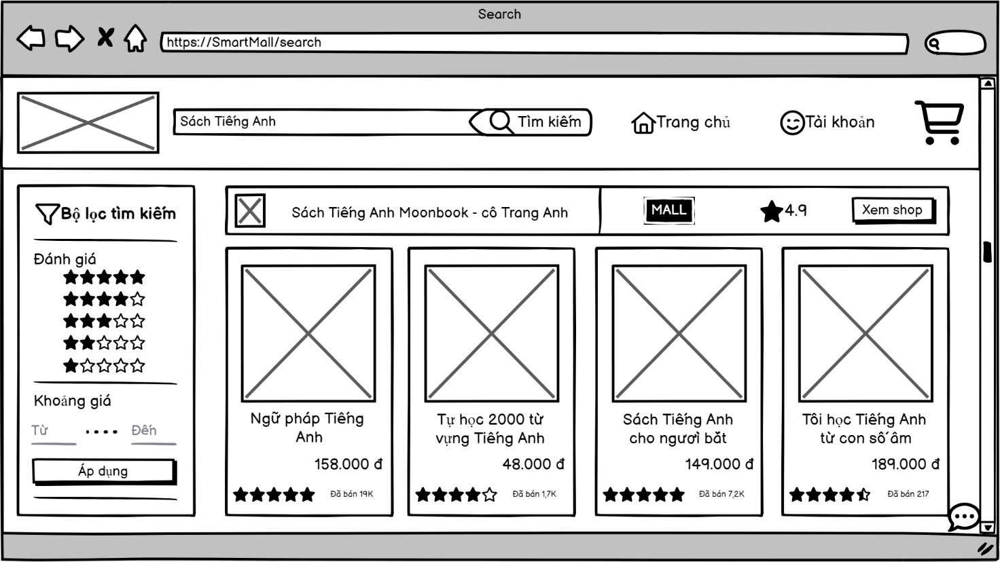 Search
https://SmartMall/search
Sách Tiếng Anh
Tìm kiếm
Trang chủ
Tài khoản
Bộ lọc tìm kiếm
Đánh giá
Khoảng giá
Từ
Đến
Áp dụng
Sách Tiếng Anh Moonbook - cô Trang Anh
MALL
4.9
Xem shop
Ngữ pháp Tiếng
Anh
158.000 đ
Đã bán 19K
Tự học 2000 từ
vựng Tiếng Anh
48.000 đ
Đã bán 1,7K
Sách Tiếng Anh
cho người bắt
149.000 đ
Đã bán 7,2K
Tôi học Tiếng Anh
từ con số âm
189.000 đ
Đã bán 217